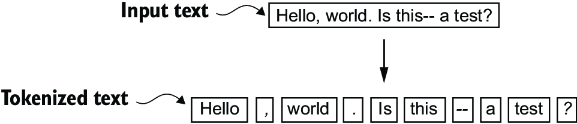 Input text
Hello, world. Is this-- a test?
Tokenized text
Hello , world . Is this -- a test ?